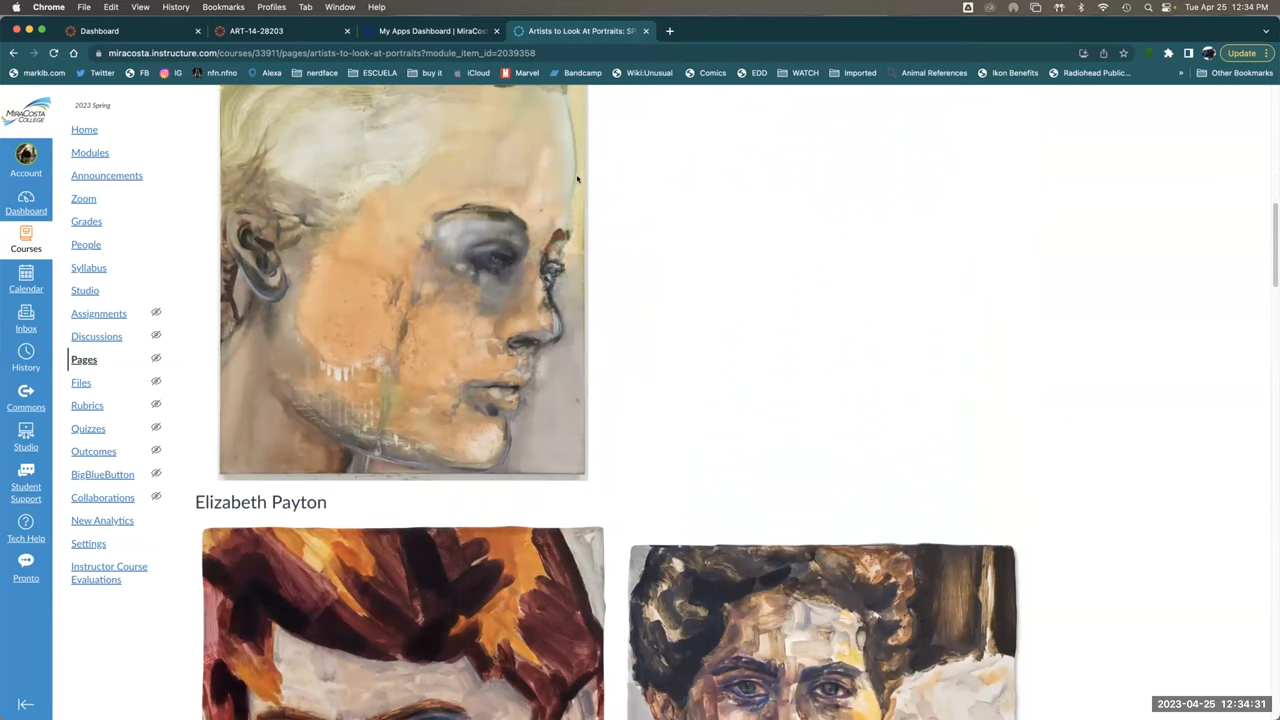 Chrome File Edit View History Bookmarks Profiles Tab Window Help Tue Apr 25 12:34 PM
Dashboard ART-14-28203 My Apps Dashboard | MiraCos Artists to Look At Portraits: SP
miracosta.instructure.com/courses/33911/pages/artists-to-look-at-portraits?module_item_id=2039358 Update
marklb.com Twitter FB IG nfn.nfno Alexa nerdface ESCUELA buy it iCloud Marvel Bandcamp Wiki:Unusual Comics EDD WATCH Imported Animal References Ikon Benefits Radiohead Public... » Other Bookmarks
MIRACOSTA COLLEGE
Account
Dashboard
Courses
Calendar
Inbox
History
Commons
Studio
Student
Support
Tech Help
Pronto
2023 Spring
Home
Modules
Announcements
Zoom
Grades
People
Syllabus
Studio
Assignments
Discussions
Pages
Files
Rubrics
Quizzes
Outcomes
BigBlueButton
Collaborations
New Analytics
Settings
Instructor Course
Evaluations
Elizabeth Payton
2023-04-25 12:34:31